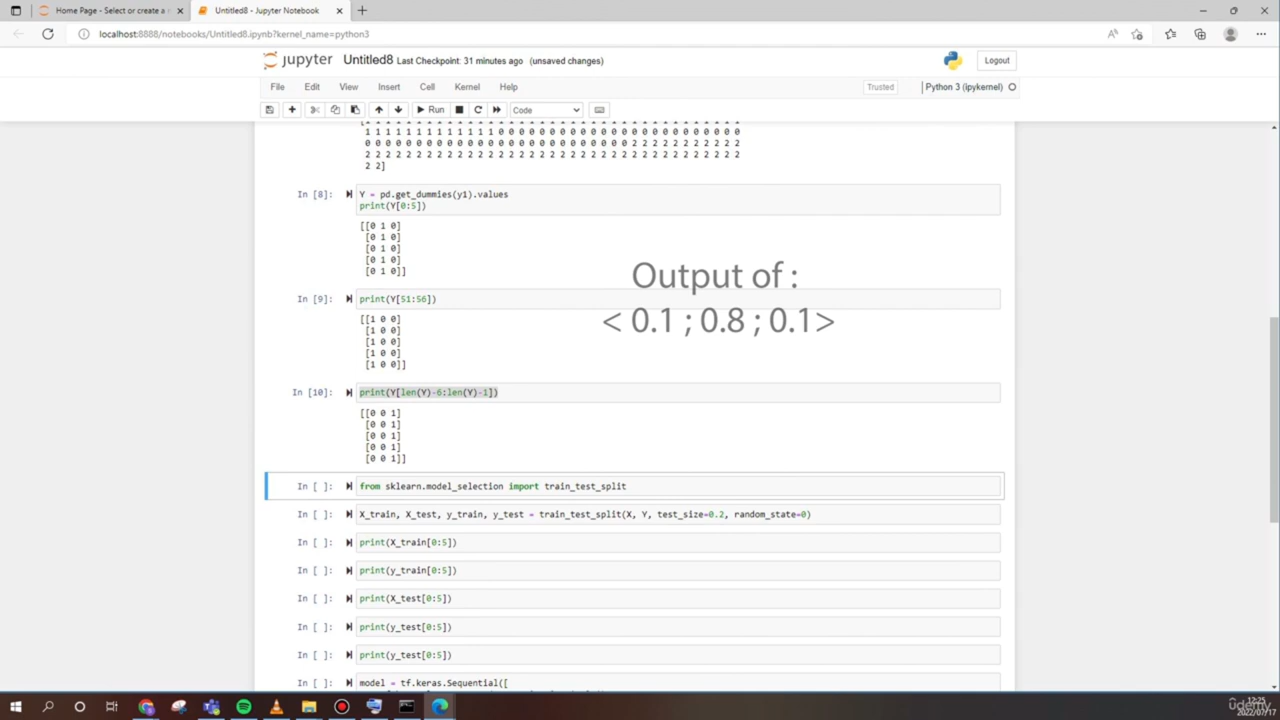 Home Page - Select or create a n
Untitled8 - Jupyter Notebook
localhost:8888/notebooks/Untitled8.ipynb?kernel_name=python3
jupyter Untitled8 Last Checkpoint: 31 minutes ago (unsaved changes)
Logout
File Edit View Insert Cell Kernel Help
Trusted
Python 3 (ipykernel)
Run
Code
1 1 1 1 1 1 1 1 1 1 1 1 1 1 0 0 0 0 0 0 0 0 0 0 0 0 0 0 0 0 0 0 0 0 0 0 0
0 0 0 0 0 0 0 0 0 0 0 0 0 0 0 0 0 0 0 0 0 0 0 0 0 0 2 2 2 2 2 2 2 2 2 2 2
2 2 2 2 2 2 2 2 2 2 2 2 2 2 2 2 2 2 2 2 2 2 2 2 2 2 2 2 2 2 2 2 2 2 2 2 2
2 2]
In [8]: Y = pd.get_dummies(y1).values
print(Y[0:5])
[[0 1 0]
[0 1 0]
[0 1 0]
[0 1 0]
[0 1 0]]
Output of :
< 0.1 ; 0.8 ; 0.1>
In [9]: print(Y[51:56])
[[1 0 0]
[1 0 0]
[1 0 0]
[1 0 0]
[1 0 0]]
In [10]: print(Y[len(Y)-6:len(Y)-1])
[[0 0 1]
[0 0 1]
[0 0 1]
[0 0 1]
[0 0 1]]
In [ ]: from sklearn.model_selection import train_test_split
In [ ]: X_train, X_test, y_train, y_test = train_test_split(X, Y, test_size=0.2, random_state=0)
In [ ]: print(X_train[0:5])
In [ ]: print(y_train[0:5])
In [ ]: print(X_test[0:5])
In [ ]: print(y_test[0:5])
In [ ]: print(y_test[0:5])
In [ ]: model = tf.keras.Sequential([
12:25
2022/07/17
udemy